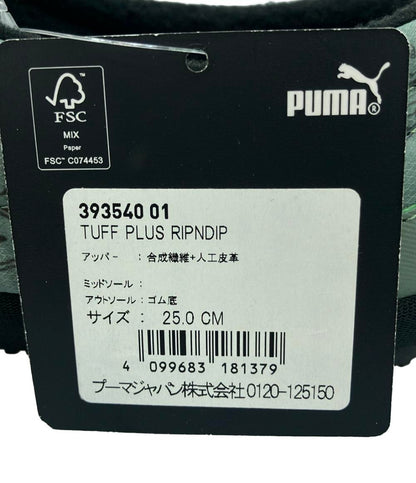 FSC
MIX
Paper
FSC™ C074453
PUMA®
393540 01
TUFF PLUS RIPNDIP
アッパー : 合成繊維+人工皮革
ミッドソール :
アウトソール : ゴム底
サイズ : 25.0 CM
4 099683 181379
プーマジャパン株式会社0120-125150